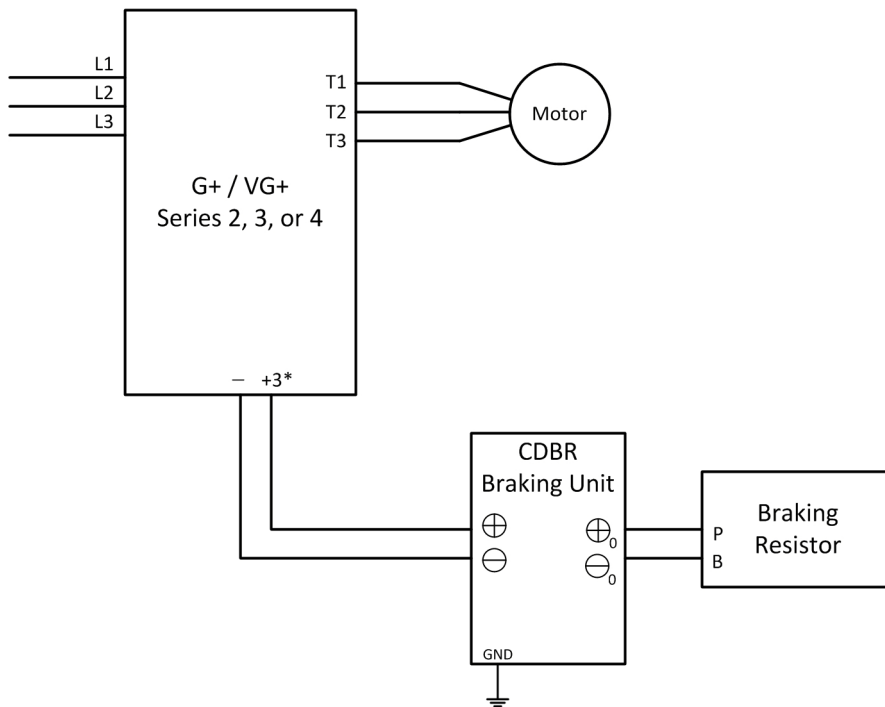 L1
L2
L3
T1
T2
T3
Motor
G+ / VG+
Series 2, 3, or 4
− +3*
CDBR
Braking Unit
+
−
+0
−0
GND
P
B
Braking
Resistor